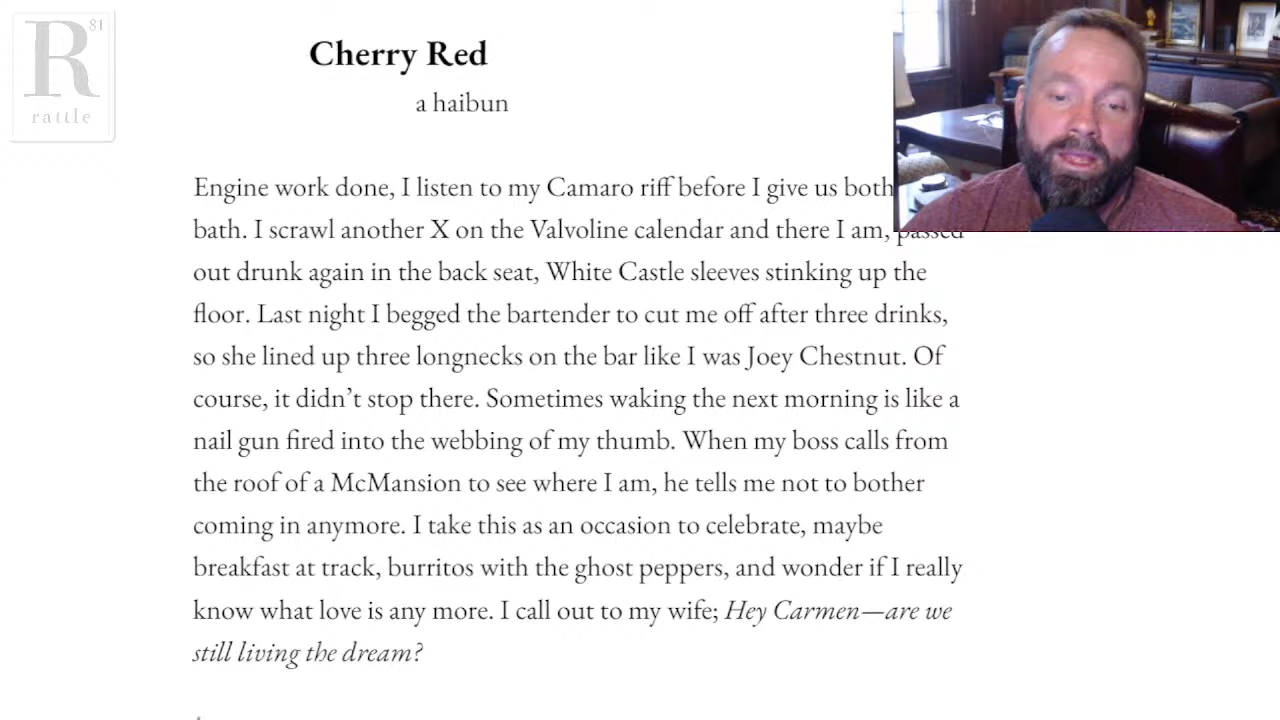 R 81
rattle
Cherry Red
a haibun
Engine work done, I listen to my Camaro riff before I give us both
bath. I scrawl another X on the Valvoline calendar and there I am, passed
out drunk again in the back seat, White Castle sleeves stinking up the
floor. Last night I begged the bartender to cut me off after three drinks,
so she lined up three longnecks on the bar like I was Joey Chestnut. Of
course, it didn’t stop there. Sometimes waking the next morning is like a
nail gun fired into the webbing of my thumb. When my boss calls from
the roof of a McMansion to see where I am, he tells me not to bother
coming in anymore. I take this as an occasion to celebrate, maybe
breakfast at track, burritos with the ghost peppers, and wonder if I really
know what love is any more. I call out to my wife; Hey Carmen—are we
still living the dream?